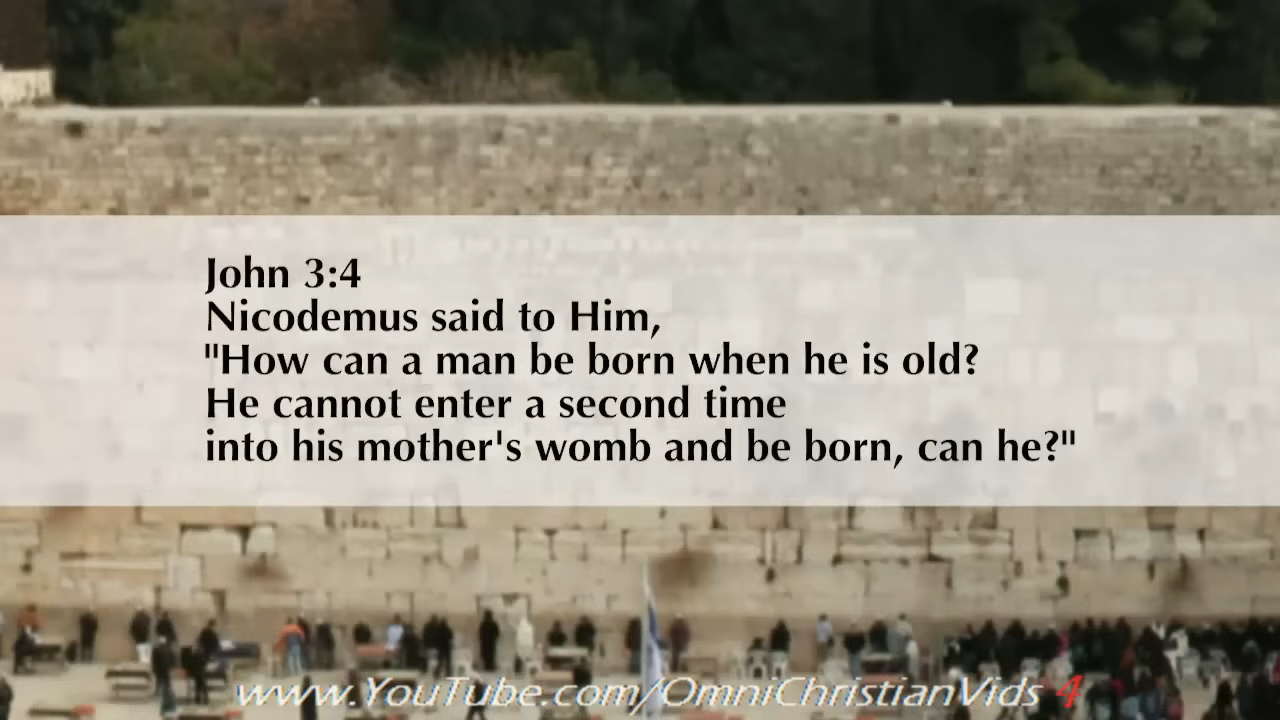 John 3:4
Nicodemus said to Him,
"How can a man be born when he is old?
He cannot enter a second time
into his mother's womb and be born, can he?"
www.YouTube.com/OmniChristianVids 4